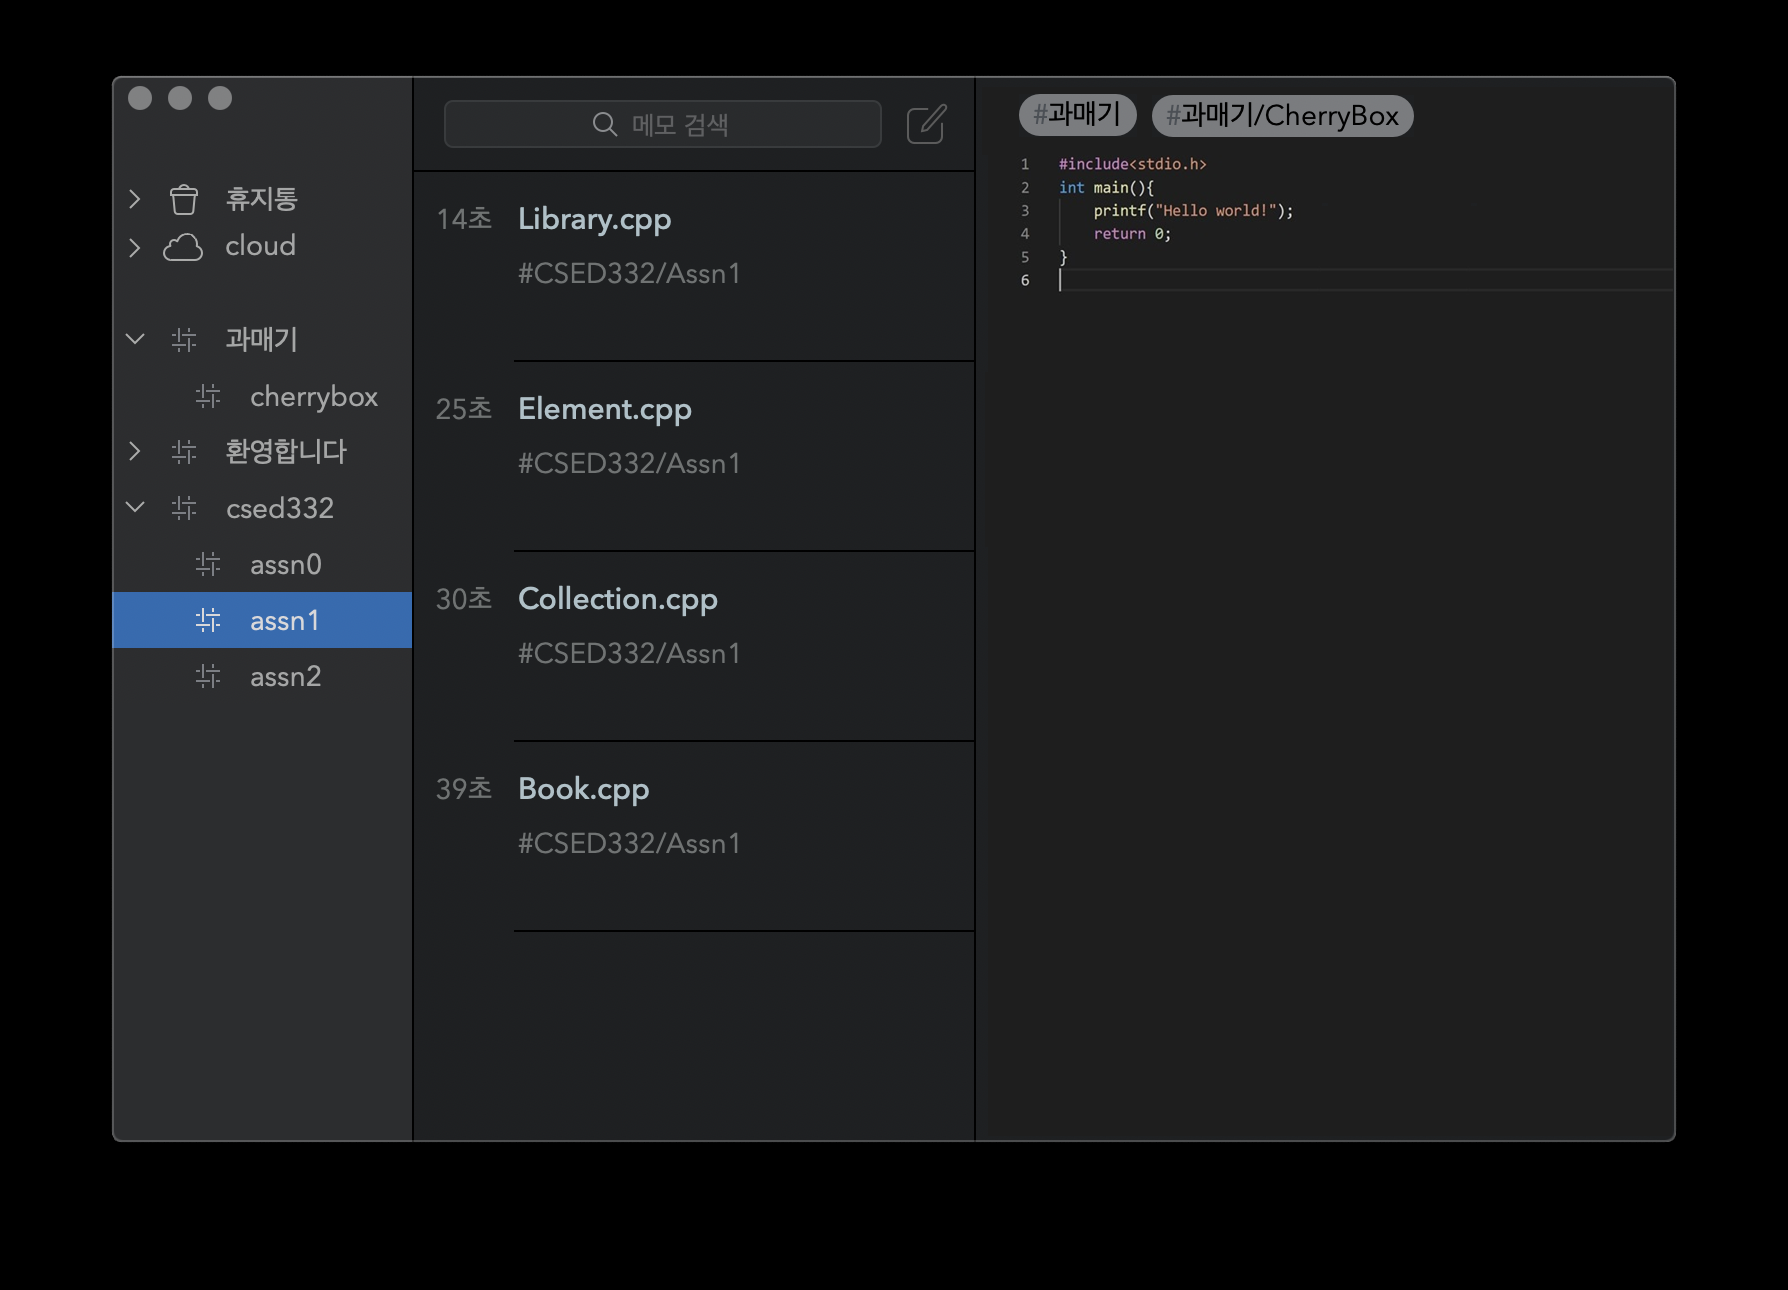 휴지통
cloud
과매기
cherrybox
환영합니다
csed332
assn0
assn1
assn2
메모 검색
14초 Library.cpp
#CSED332/Assn1
25초 Element.cpp
#CSED332/Assn1
30초 Collection.cpp
#CSED332/Assn1
39초 Book.cpp
#CSED332/Assn1
#과매기 #과매기/CherryBox
1 #include<stdio.h>
2 int main(){
3 printf("Hello world!");
4 return 0;
5 }
6